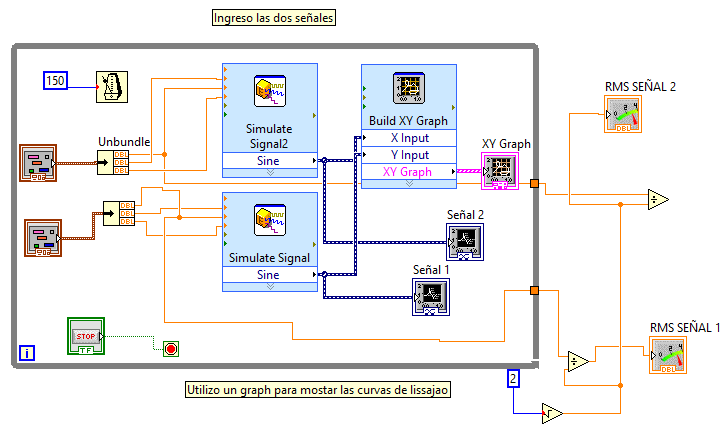 Ingreso las dos señales
150
Unbundle
DBL
DBL
DBL
Simulate
Signal2
Sine
Build XY Graph
X Input
Y Input
XY Graph
XY Graph
RMS SEÑAL 2
DBL
DBL
DBL
DBL
Simulate Signal
Sine
Señal 2
Señal 1
STOP
TF
i
RMS SEÑAL 1
DBL
2
Utilizo un graph para mostar las curvas de lissajao